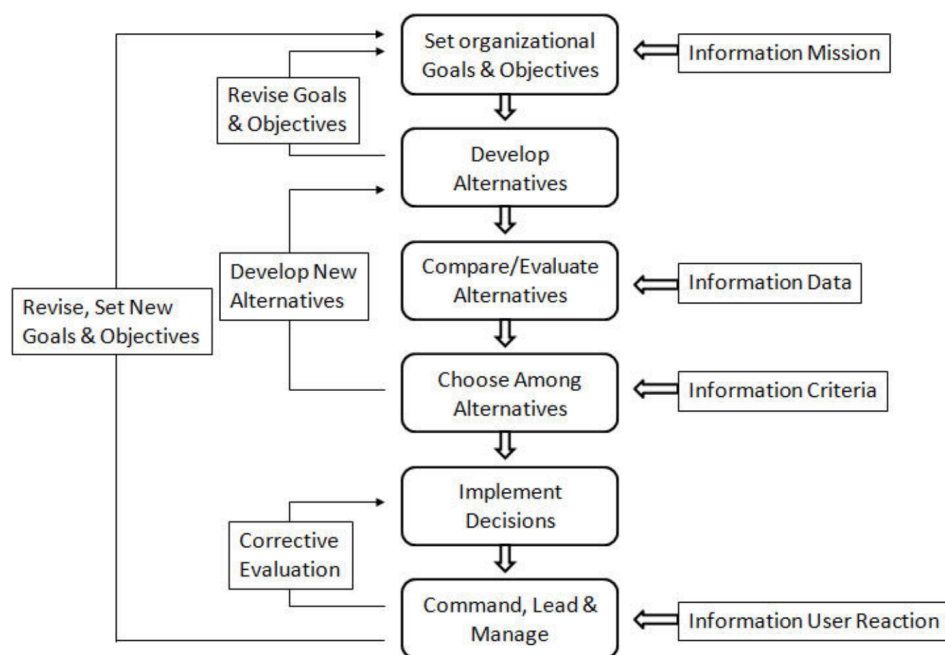 Set organizational
Goals & Objectives
Information Mission
Revise Goals
& Objectives
Develop
Alternatives
Develop New
Alternatives
Compare/Evaluate
Alternatives
Information Data
Revise, Set New
Goals & Objectives
Choose Among
Alternatives
Information Criteria
Implement
Decisions
Corrective
Evaluation
Command, Lead &
Manage
Information User Reaction